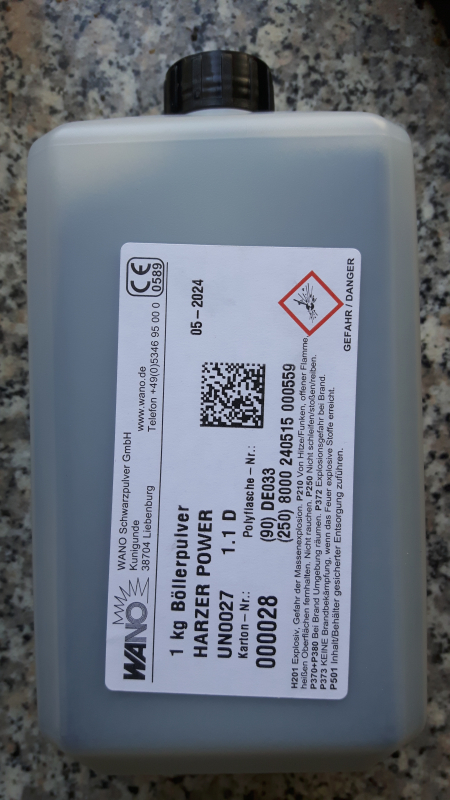 WANO
WANO Schwarzpulver GmbH
Kunigunde www.wano.de
38704 Liebenburg Telefon +49(0)5346 95 00 0
CE
0589
1 kg Böllerpulver 05 – 2024
HARZER POWER
UN0027 1.1 D
Karton – Nr.: Polyflasche – Nr.:
000028
(90) DE033
(250) 8000 240515 000559
H201 Explosiv, Gefahr der Massenexplosion. P210 Von Hitze/Funken, offener Flamme,
heißen Oberflächen fernhalten. Nicht rauchen. P250 Nicht schleifen/stoßen/reiben.
P370+P380 Bei Brand Umgebung räumen. P372 Explosionsgefahr bei Brand.
P373 KEINE Brandbekämpfung, wenn das Feuer explosive Stoffe erreicht.
P501 Inhalt/Behälter gesicherter Entsorgung zuführen.
GEFAHR / DANGER